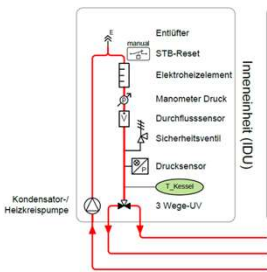 E
Entlüfter
manual
STB-Reset
Elektroheizelement
Manometer Druck
P
V
Durchflusssensor
Sicherheitsventil
P
Drucksensor
T_Kessel
Kondensator-/
Heizkreispumpe
3 Wege-UV
Inneneinheit (IDU)